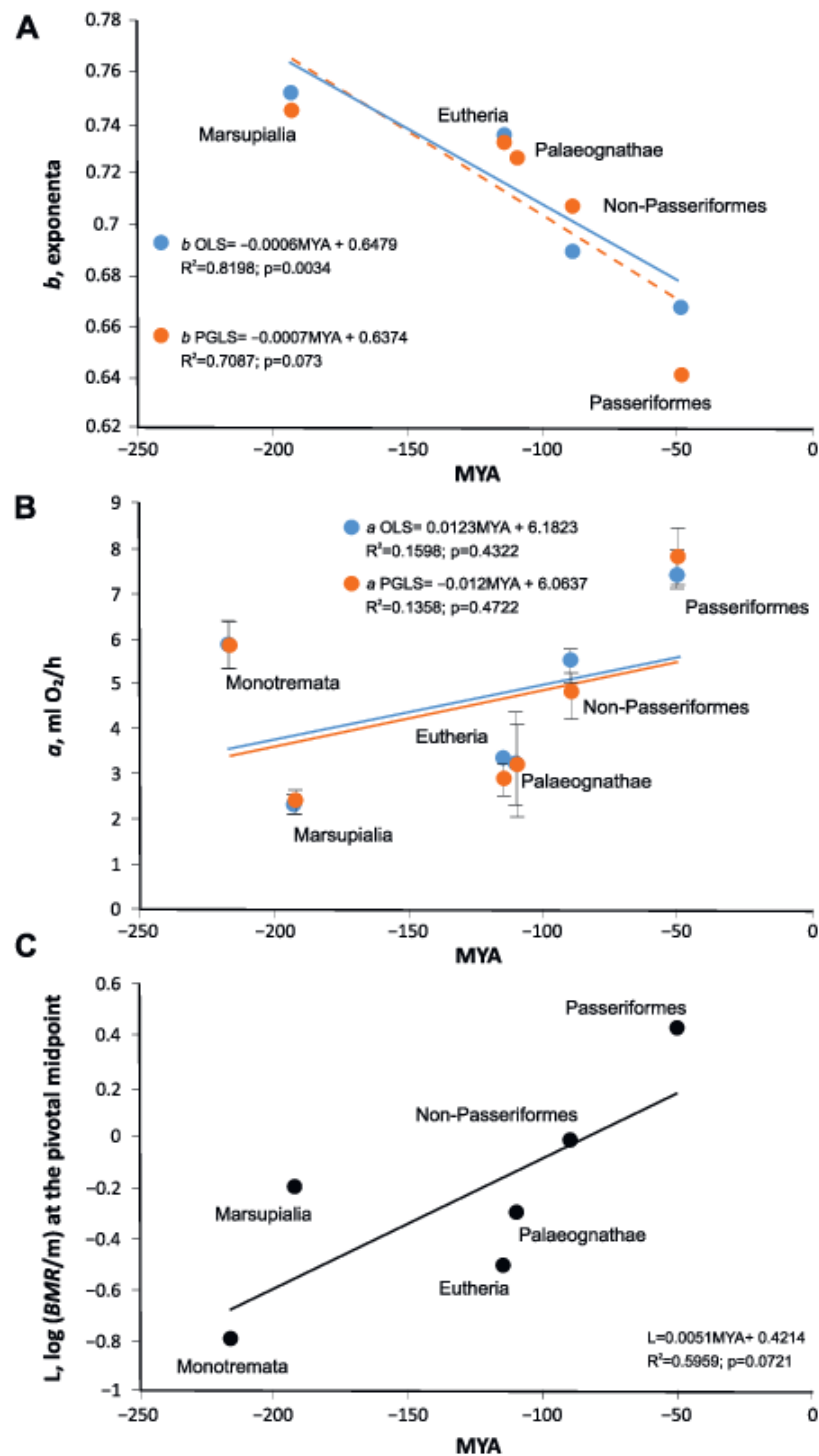 A
0.78
0.76
0.74
0.72
0.7
0.68
0.66
0.64
0.62
b, exponenta
Marsupialia
Eutheria
Palaeognathae
Non-Passeriformes
Passeriformes
b OLS= −0.0006MYA + 0.6479
R²=0.8198; p=0.0034
b PGLS= −0.0007MYA + 0.6374
R²=0.7087; p=0.073
−250 −200 −150 −100 −50 0
MYA
B
9
8
7
6
5
4
3
2
1
0
a, ml O₂/h
a OLS= 0.0123MYA + 6.1823
R²=0.1598; p=0.4322
a PGLS= −0.012MYA + 6.0637
R²=0.1358; p=0.4722
Passeriformes
Monotremata
Non-Passeriformes
Eutheria
Palaeognathae
Marsupialia
−250 −200 −150 −100 −50 0
MYA
C
0.6
0.4
0.2
0
−0.2
−0.4
−0.6
−0.8
−1
L, log (BMR/m) at the pivotal midpoint
Passeriformes
Non-Passeriformes
Marsupialia
Palaeognathae
Eutheria
Monotremata
L=0.0051MYA+ 0.4214
R²=0.5959; p=0.0721
−250 −200 −150 −100 −50 0
MYA